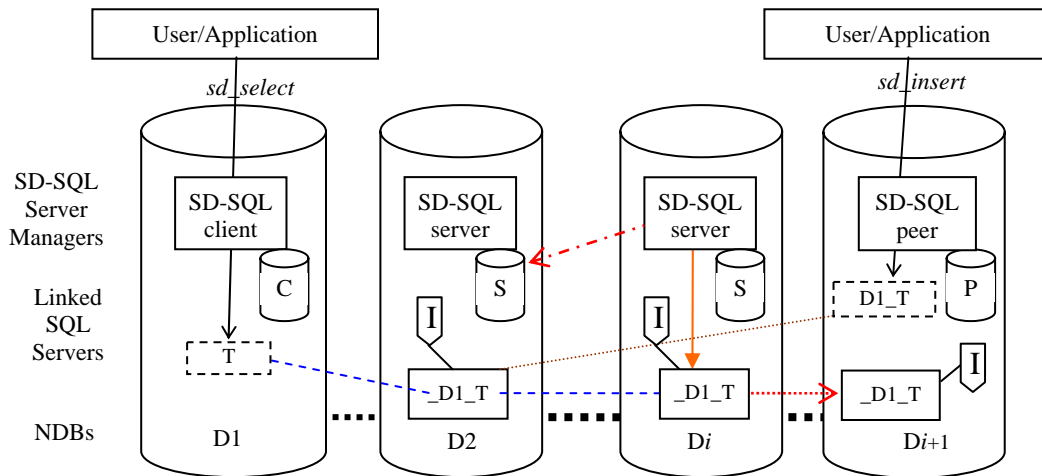 User/Application
User/Application
sd_select
sd_insert
SD-SQL
Server
Managers
SD-SQL
client
SD-SQL
server
SD-SQL
server
SD-SQL
peer
C
S
S
P
Linked
SQL
Servers
D1_T
I
I
T
I
_D1_T
_D1_T
_D1_T
NDBs
D1
D2
Di
Di+1